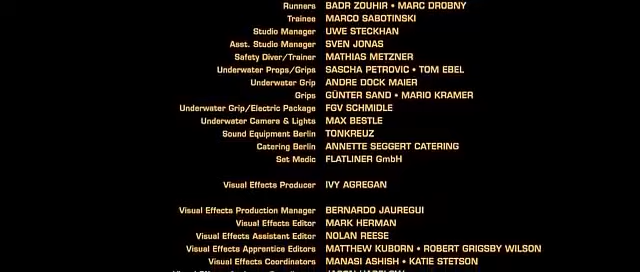 Runners BADR ZOUHIR • MARC DROBNY
Trainee MARCO SABOTINSKI
Studio Manager UWE STECKHAN
Asst. Studio Manager SVEN JONAS
Safety Diver/Trainer MATHIAS METZNER
Underwater Props/Grips SASCHA PETROVIC • TOM EBEL
Underwater Grip ANDRE DOCK MAIER
Grips GÜNTER SAND • MARIO KRAMER
Underwater Grip/Electric Package FGV SCHMIDLE
Underwater Camera & Lights MAX BESTLE
Sound Equipment Berlin TONKREUZ
Catering Berlin ANNETTE SEGGERT CATERING
Set Medic FLATLINER GmbH
Visual Effects Producer IVY AGREGAN
Visual Effects Production Manager BERNARDO JAUREGUI
Visual Effects Editor MARK HERMAN
Visual Effects Assistant Editor NOLAN REESE
Visual Effects Apprentice Editors MATTHEW KUBORN • ROBERT GRIGSBY WILSON
Visual Effects Coordinators MANASI ASHISH • KATIE STETSON